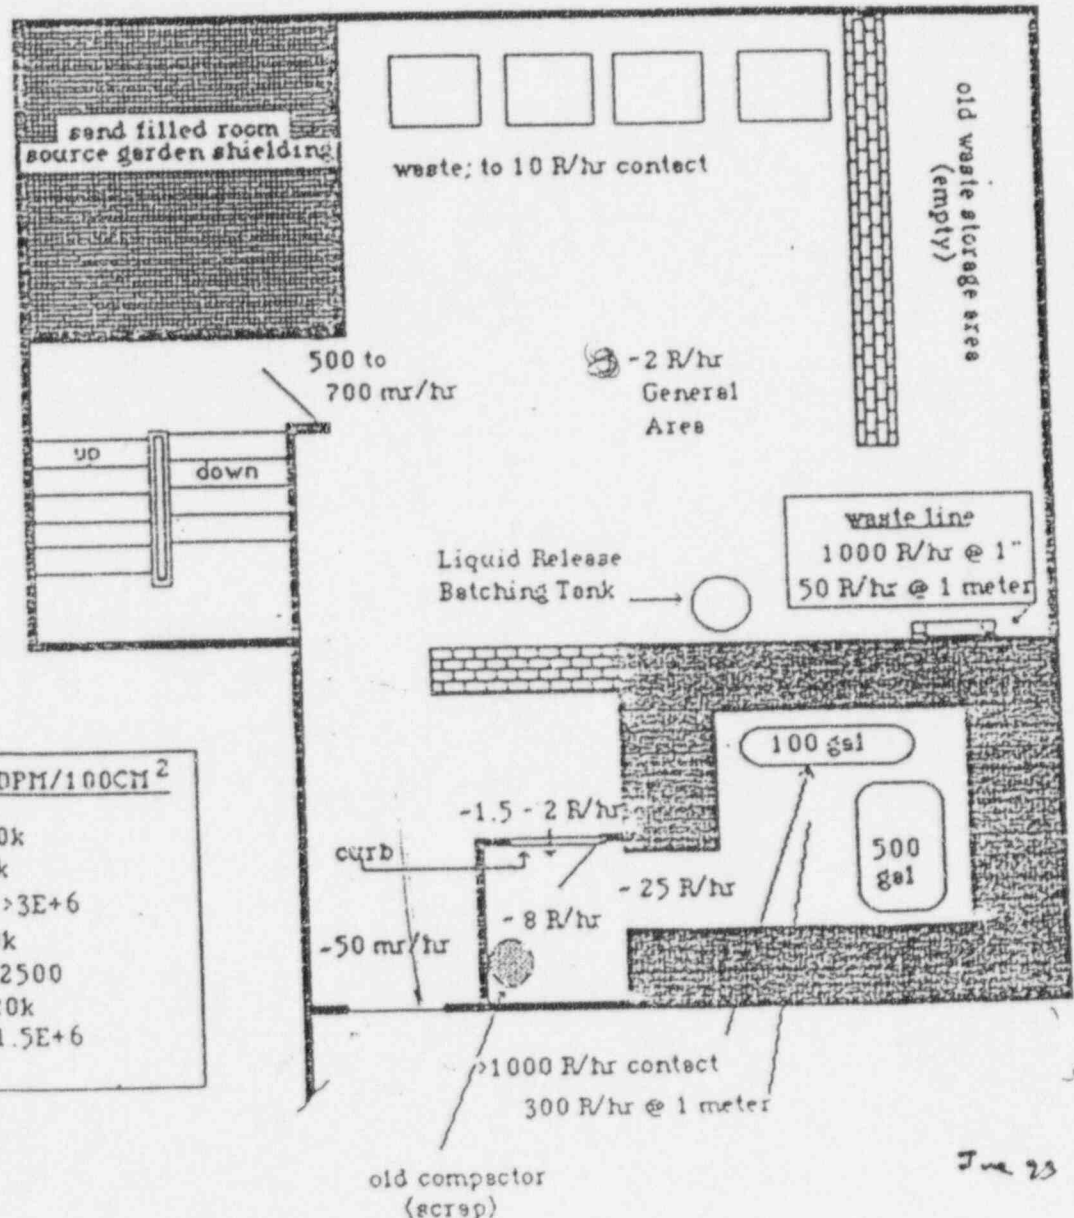 sand filled room
source garden shielding
waste; to 10 R/hr contact
old waste storage area
(empty)
500 to
700 mr/hr
~2 R/hr
General
Area
up
down
waste line
1000 R/hr @ 1"
50 R/hr @ 1 meter
Liquid Release
Batching Tank
100 gal
500
gal
DPM/100CM²
0k
k
>3E+6
k
2500
0k
1.5E+6
~1.5 - 2 R/hr
curb
~25 R/hr
~8 R/hr
~50 mr/hr
>1000 R/hr contact
300 R/hr @ 1 meter
old compactor
(scrap)